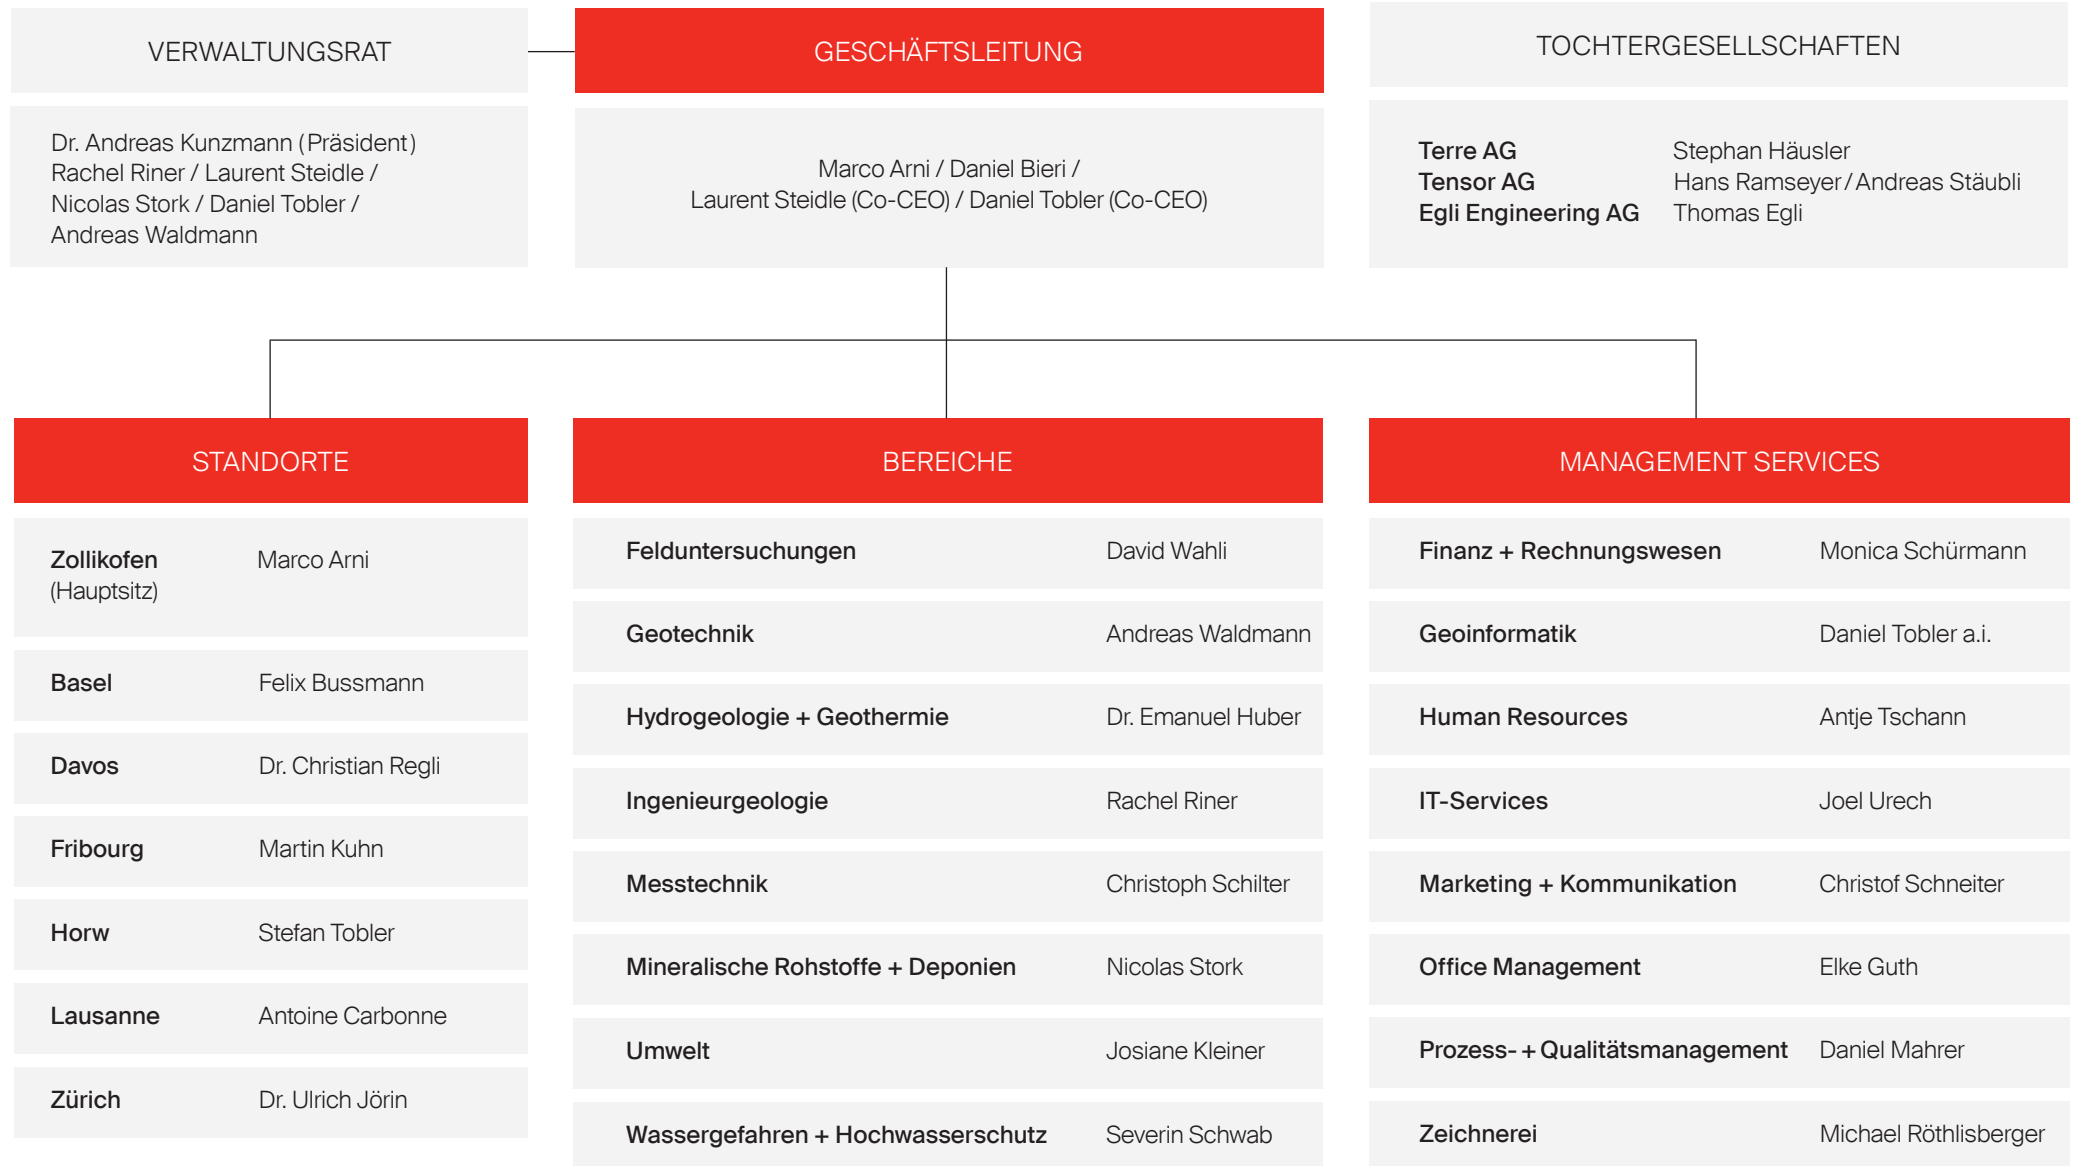 VERWALTUNGSRAT
Dr. Andreas Kunzmann (Präsident)
Rachel Riner / Laurent Steidle /
Nicolas Stork / Daniel Tobler /
Andreas Waldmann
GESCHÄFTSLEITUNG
Marco Arni / Daniel Bieri /
Laurent Steidle (Co-CEO) / Daniel Tobler (Co-CEO)
TOCHTERGESELLSCHAFTEN
Terre AG Stephan Häusler
Tensor AG Hans Ramseyer/Andreas Stäubli
Egli Engineering AG Thomas Egli
STANDORTE
Zollikofen Marco Arni
(Hauptsitz)
Basel Felix Bussmann
Davos Dr. Christian Regli
Fribourg Martin Kuhn
Horw Stefan Tobler
Lausanne Antoine Carbonne
Zürich Dr. Ulrich Jörin
BEREICHE
Felduntersuchungen David Wahli
Geotechnik Andreas Waldmann
Hydrogeologie + Geothermie Dr. Emanuel Huber
Ingenieurgeologie Rachel Riner
Messtechnik Christoph Schilter
Mineralische Rohstoffe + Deponien Nicolas Stork
Umwelt Josiane Kleiner
Wassergefahren + Hochwasserschutz Severin Schwab
MANAGEMENT SERVICES
Finanz + Rechnungswesen Monica Schürmann
Geoinformatik Daniel Tobler a.i.
Human Resources Antje Tschann
IT-Services Joel Urech
Marketing + Kommunikation Christof Schneiter
Office Management Elke Guth
Prozess- + Qualitätsmanagement Daniel Mahrer
Zeichnerei Michael Röthlisberger